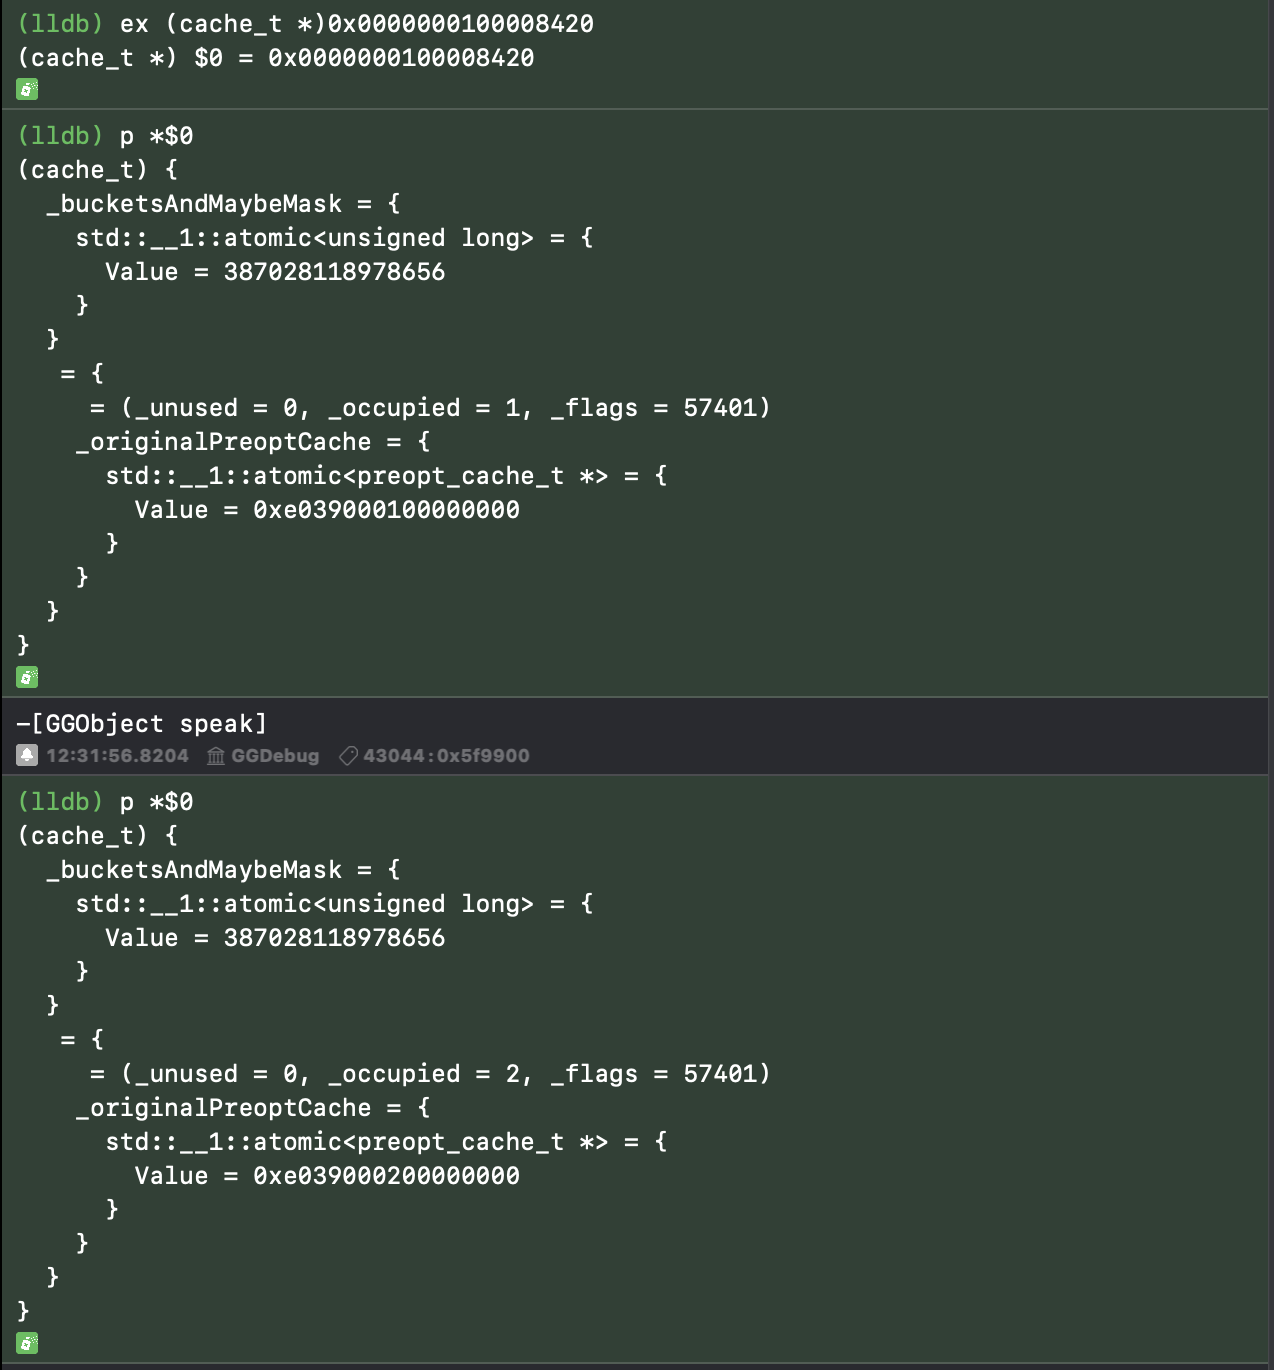 (lldb) ex (cache_t *)0x0000000100008420
(cache_t *) $0 = 0x0000000100008420
(lldb) p *$0
(cache_t) {
  _bucketsAndMaybeMask = {
    std::__1::atomic<unsigned long> = {
      Value = 387028118978656
    }
  }
   = {
     = (_unused = 0, _occupied = 1, _flags = 57401)
    _originalPreoptCache = {
      std::__1::atomic<preopt_cache_t *> = {
        Value = 0xe039000100000000
      }
    }
  }
}
-[GGObject speak]
12:31:56.8204 GGDebug 43044:0x5f9900
(lldb) p *$0
(cache_t) {
  _bucketsAndMaybeMask = {
    std::__1::atomic<unsigned long> = {
      Value = 387028118978656
    }
  }
   = {
     = (_unused = 0, _occupied = 2, _flags = 57401)
    _originalPreoptCache = {
      std::__1::atomic<preopt_cache_t *> = {
        Value = 0xe039000200000000
      }
    }
  }
}